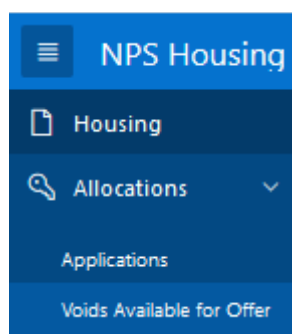 NPS Housing
Housing
Allocations
Applications
Voids Available for Offer